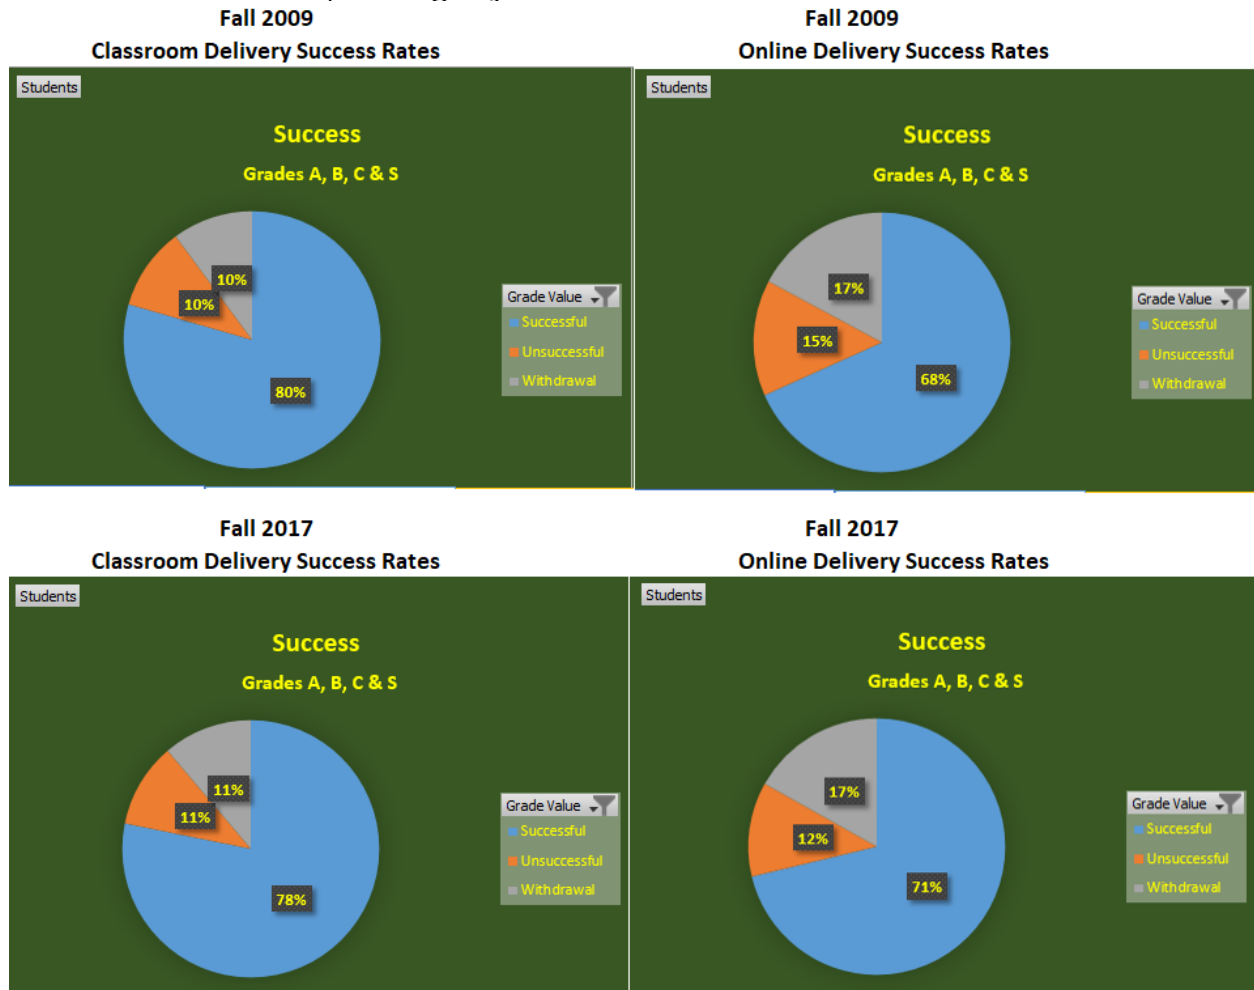 Fall 2009
Classroom Delivery Success Rates
Students
Success
Grades A, B, C & S
10%
10%
80%
Grade Value
Successful
Unsuccessful
Withdrawal
Fall 2009
Online Delivery Success Rates
Students
Success
Grades A, B, C & S
17%
15%
68%
Grade Value
Successful
Unsuccessful
Withdrawal
Fall 2017
Classroom Delivery Success Rates
Students
Success
Grades A, B, C & S
11%
11%
78%
Grade Value
Successful
Unsuccessful
Withdrawal
Fall 2017
Online Delivery Success Rates
Students
Success
Grades A, B, C & S
17%
12%
71%
Grade Value
Successful
Unsuccessful
Withdrawal